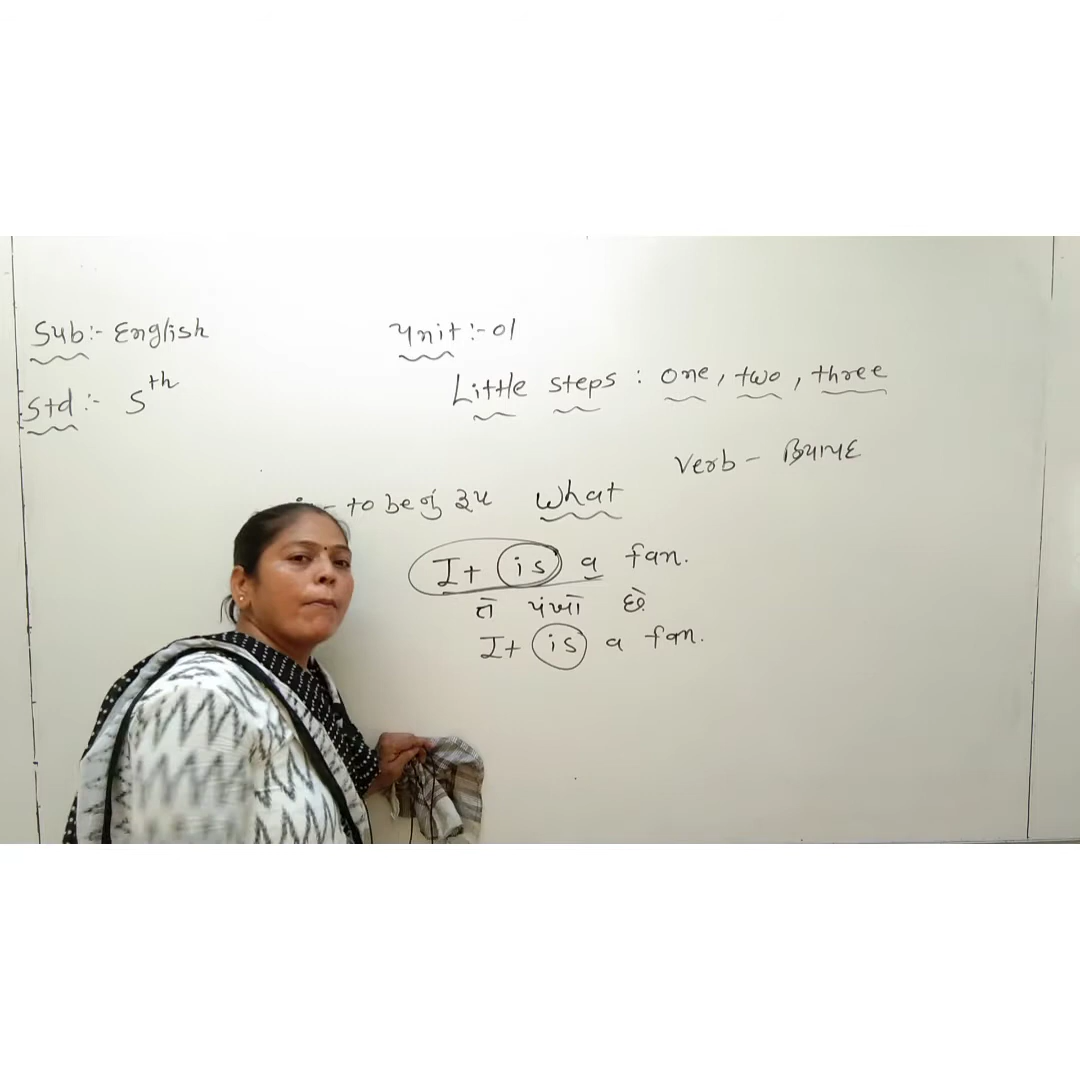 Sub:- English
Unit:-01
Std:- 5th
Little steps : one, two, three
Verb - ક્રિયાપદ
- to be નું રૂપ what
It is a fan.
તે પંખો છે
It is a fan.